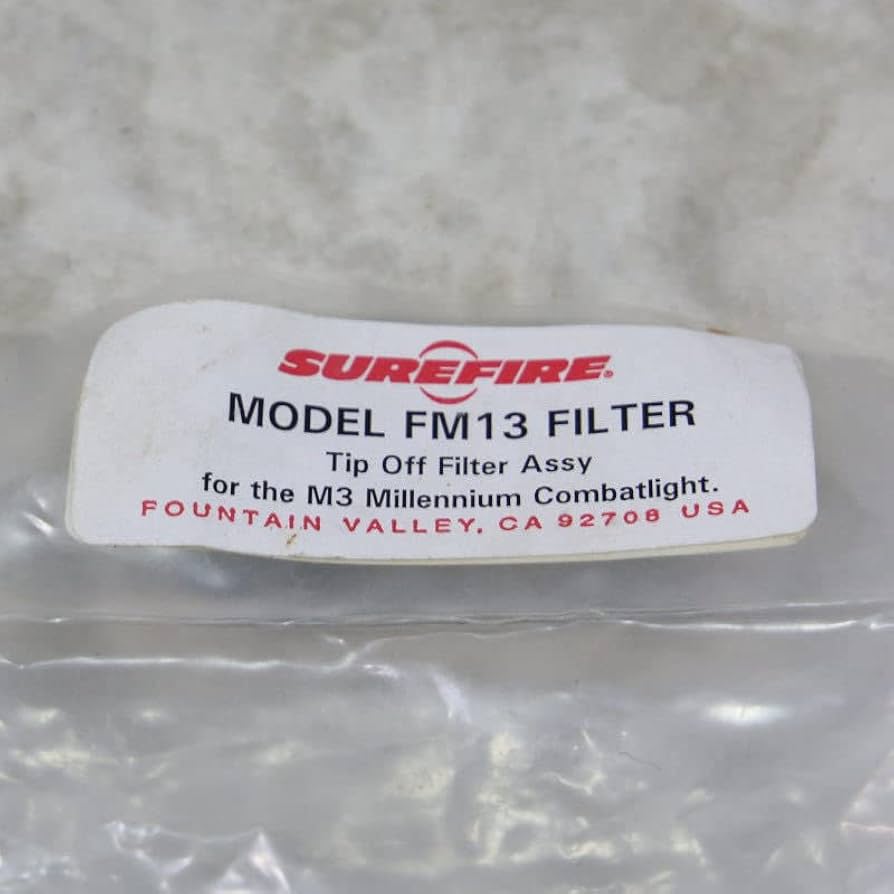 SUREFIRE®
MODEL FM13 FILTER
Tip Off Filter Assy
for the M3 Millennium Combatlight.
FOUNTAIN VALLEY, CA 92708 USA